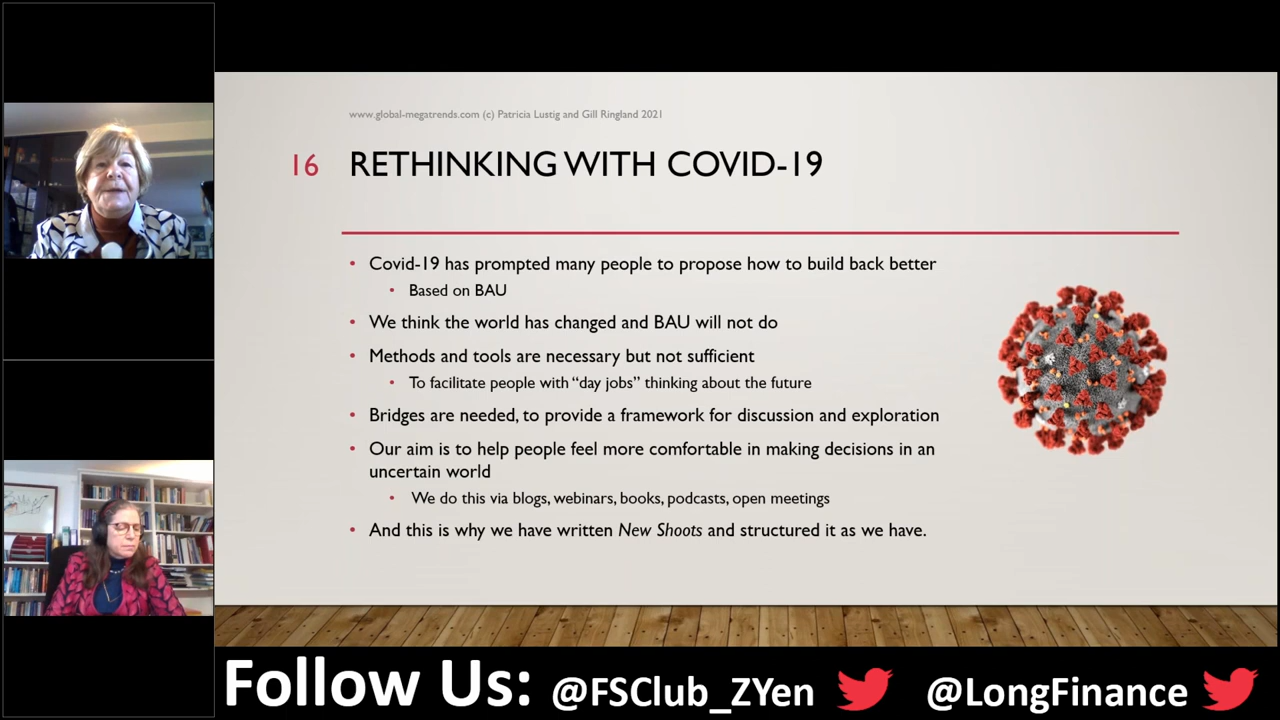 www.global-megatrends.com (c) Patricia Lustig and Gill Ringland 2021
16 RETHINKING WITH COVID-19
• Covid-19 has prompted many people to propose how to build back better
• Based on BAU
• We think the world has changed and BAU will not do
• Methods and tools are necessary but not sufficient
• To facilitate people with “day jobs” thinking about the future
• Bridges are needed, to provide a framework for discussion and exploration
• Our aim is to help people feel more comfortable in making decisions in an
uncertain world
• We do this via blogs, webinars, books, podcasts, open meetings
• And this is why we have written New Shoots and structured it as we have.
Follow Us: @FSClub_ZYen @LongFinance